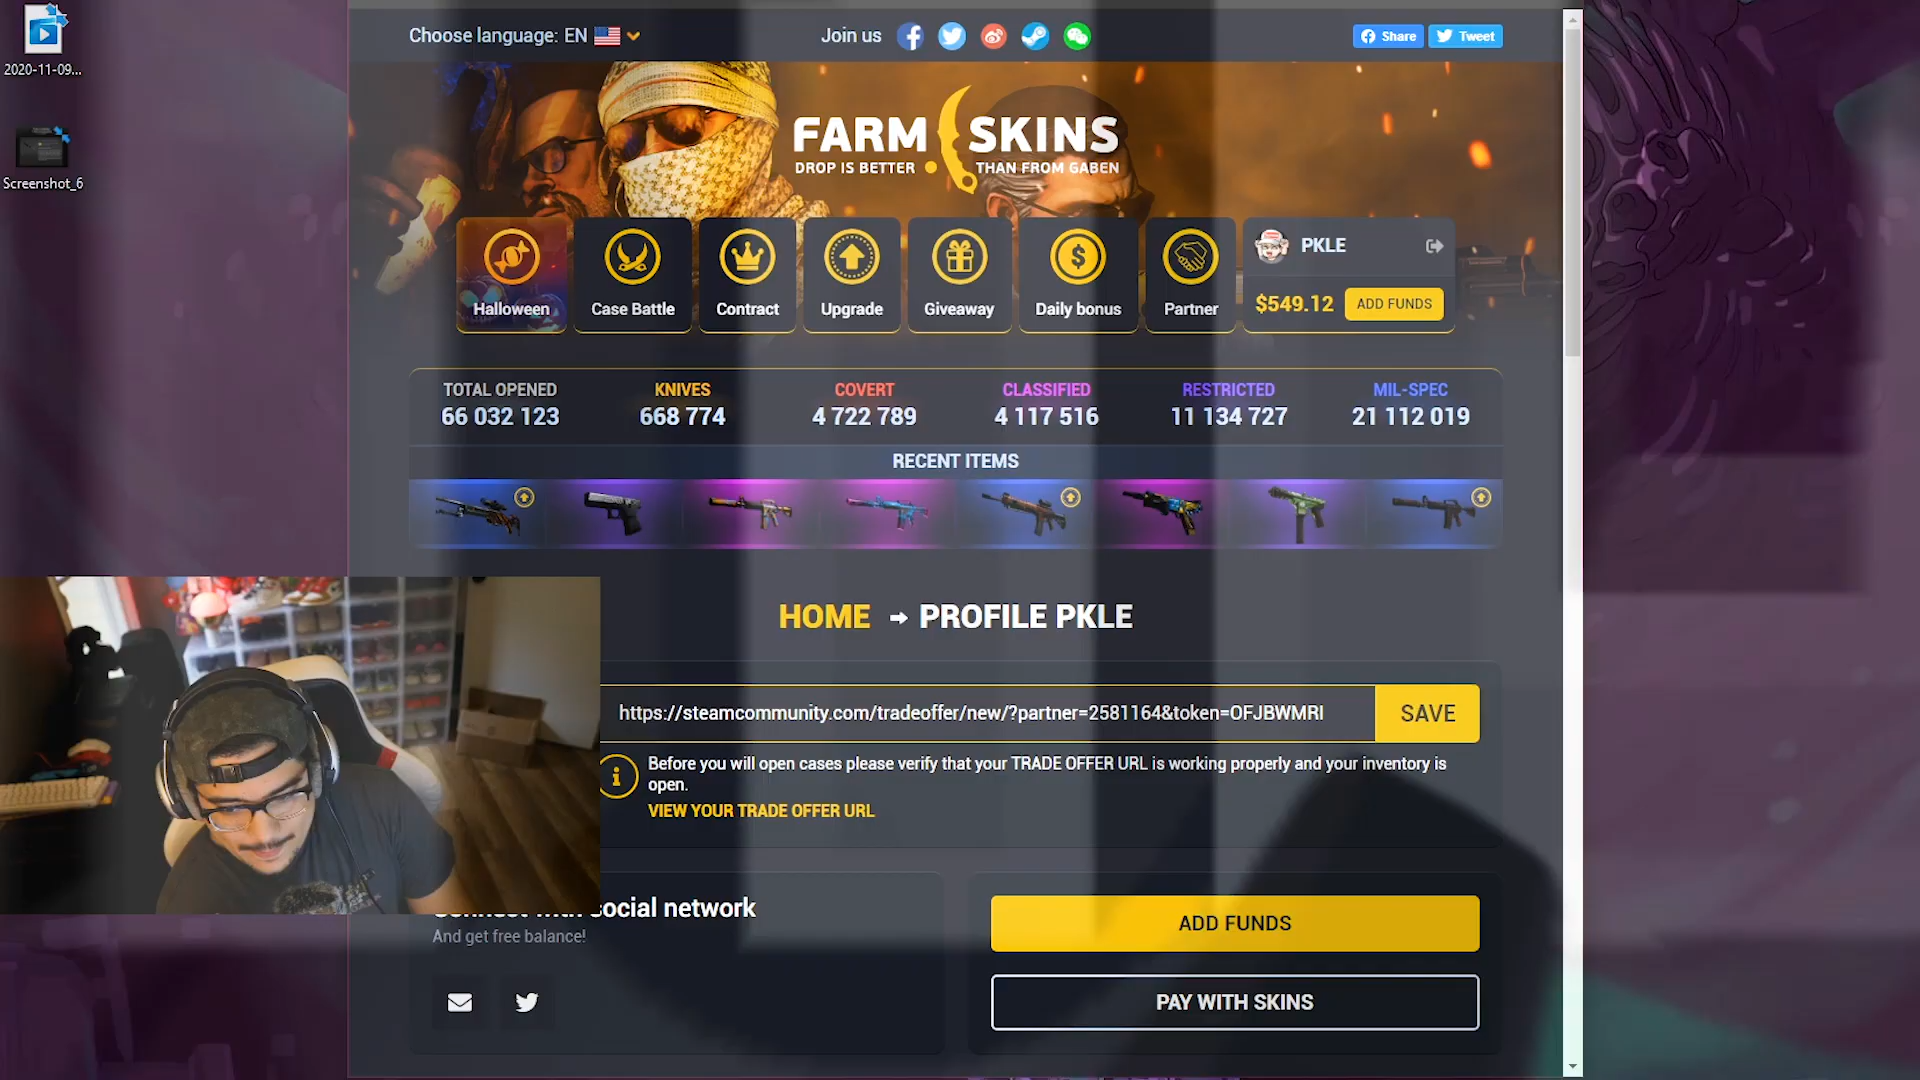 2020-11-09...
Screenshot_6
Choose language: EN
Join us
Share
Tweet
FARM SKINS
DROP IS BETTER THAN FROM GABEN
Halloween
Case Battle
Contract
Upgrade
Giveaway
Daily bonus
Partner
PKLE
$549.12
ADD FUNDS
TOTAL OPENED
66 032 123
KNIVES
668 774
COVERT
4 722 789
CLASSIFIED
4 117 516
RESTRICTED
11 134 727
MIL-SPEC
21 112 019
RECENT ITEMS
HOME → PROFILE PKLE
https://steamcommunity.com/tradeoffer/new/?partner=2581164&token=OFJBWMRI
SAVE
Before you will open cases please verify that your TRADE OFFER URL is working properly and your inventory is
open.
VIEW YOUR TRADE OFFER URL
Connect with social network
And get free balance!
ADD FUNDS
PAY WITH SKINS